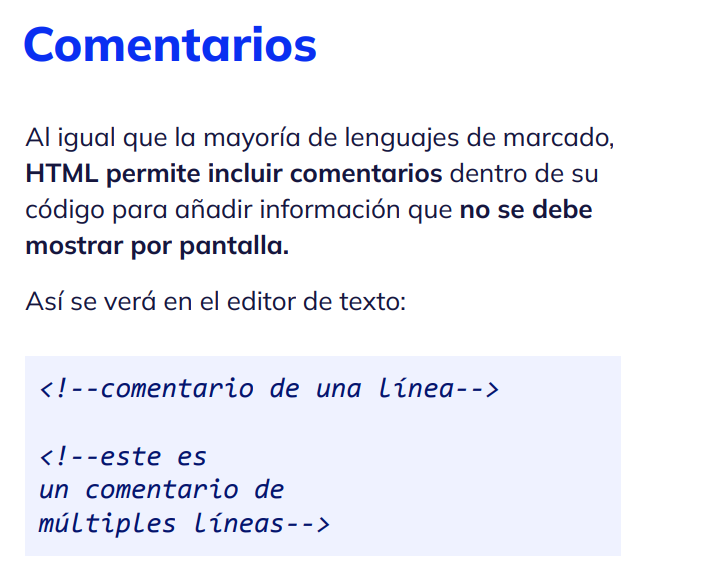 Comentarios
Al igual que la mayoría de lenguajes de marcado,
HTML permite incluir comentarios dentro de su
código para añadir información que no se debe
mostrar por pantalla.
Así se verá en el editor de texto:
<!--comentario de una línea-->
<!--este es
un comentario de
múltiples líneas-->